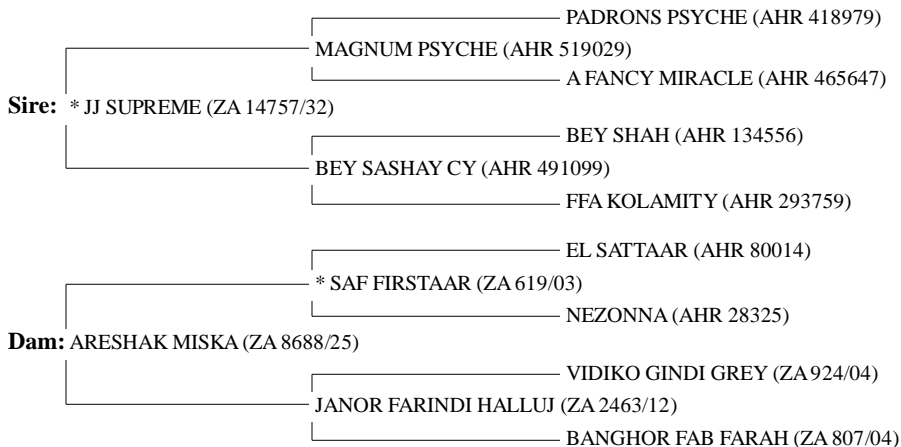 PADRONS PSYCHE (AHR 418979)
MAGNUM PSYCHE (AHR 519029)
A FANCY MIRACLE (AHR 465647)
Sire: * JJ SUPREME (ZA 14757/32)
BEY SHAH (AHR 134556)
BEY SASHAY CY (AHR 491099)
FFA KOLAMITY (AHR 293759)
EL SATTAAR (AHR 80014)
* SAF FIRSTAAR (ZA 619/03)
NEZONNA (AHR 28325)
Dam: ARESHAK MISKA (ZA 8688/25)
VIDIKO GINDI GREY (ZA 924/04)
JANOR FARINDI HALLUJ (ZA 2463/12)
BANGHOR FAB FARAH (ZA 807/04)